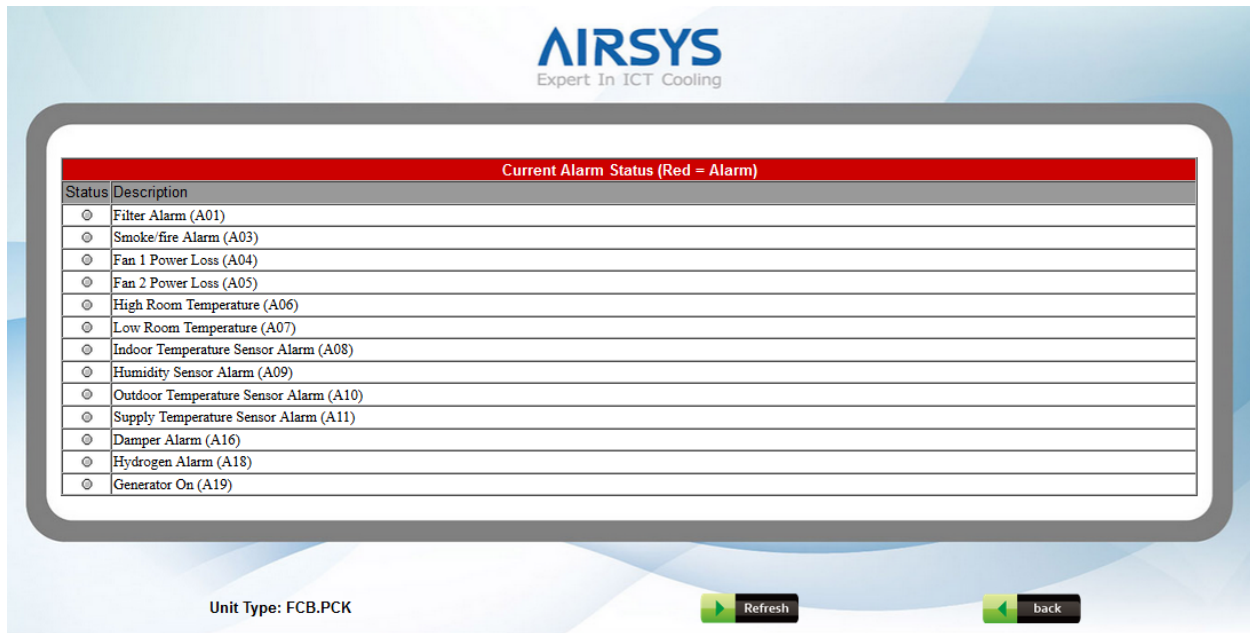 AIRSYS
Expert In ICT Cooling
Current Alarm Status (Red = Alarm)
Status Description
Filter Alarm (A01)
Smoke/fire Alarm (A03)
Fan 1 Power Loss (A04)
Fan 2 Power Loss (A05)
High Room Temperature (A06)
Low Room Temperature (A07)
Indoor Temperature Sensor Alarm (A08)
Humidity Sensor Alarm (A09)
Outdoor Temperature Sensor Alarm (A10)
Supply Temperature Sensor Alarm (A11)
Damper Alarm (A16)
Hydrogen Alarm (A18)
Generator On (A19)
Unit Type: FCB.PCK Refresh back